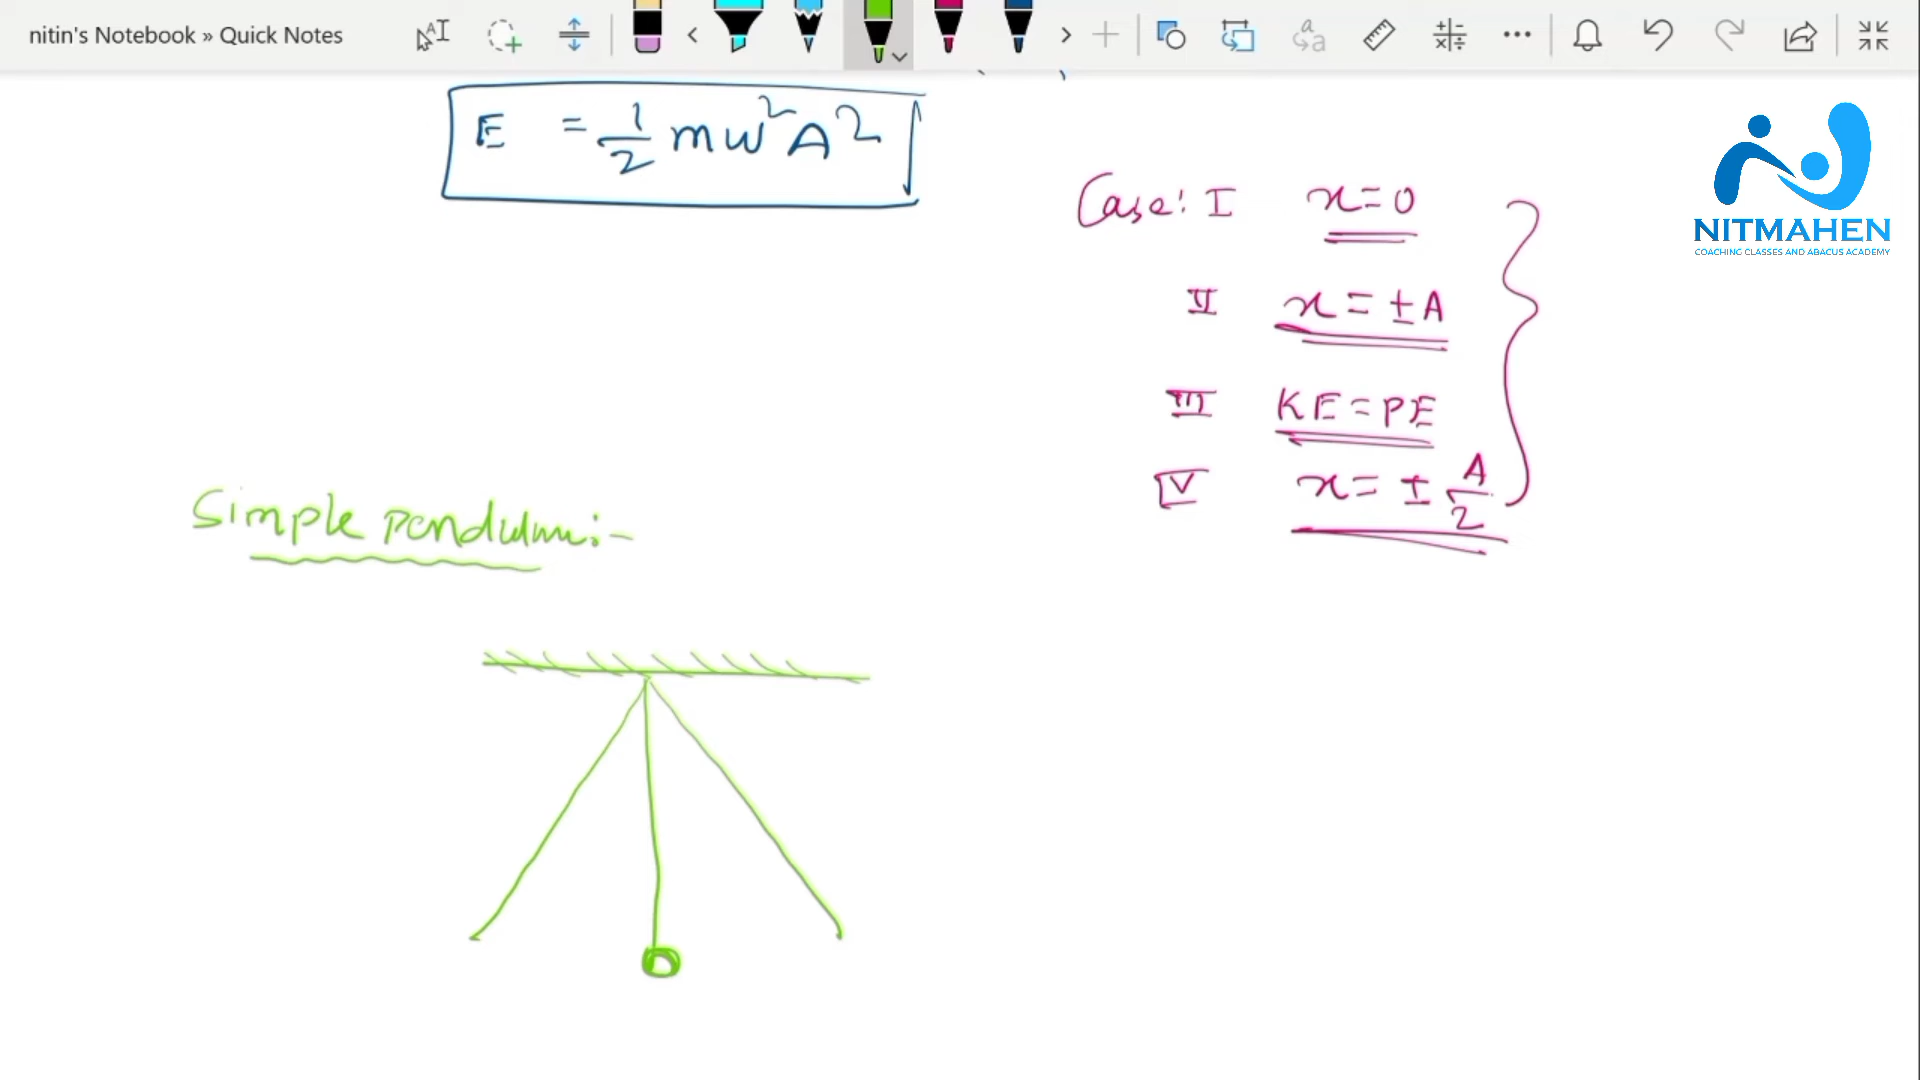 nitin's Notebook » Quick Notes
E = 1/2 mw²A²
NITMAHEN
COACHING CLASSES AND ABACUS ACADEMY
Case: I x=0
II x=±A
III KE=PE
IV x=±A/2
Simple pendulum:-